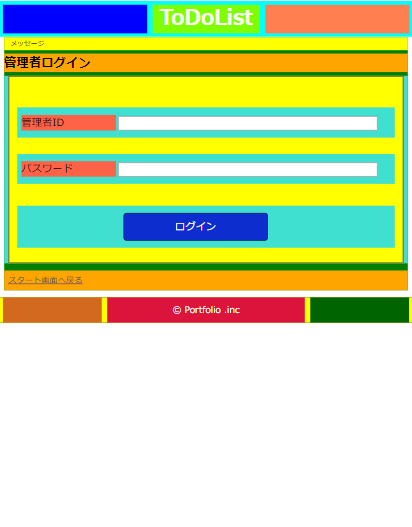 ToDoList
メッセージ
管理者ログイン
管理者ID
パスワード
ログイン
スタート画面へ戻る
© Portfolio .inc